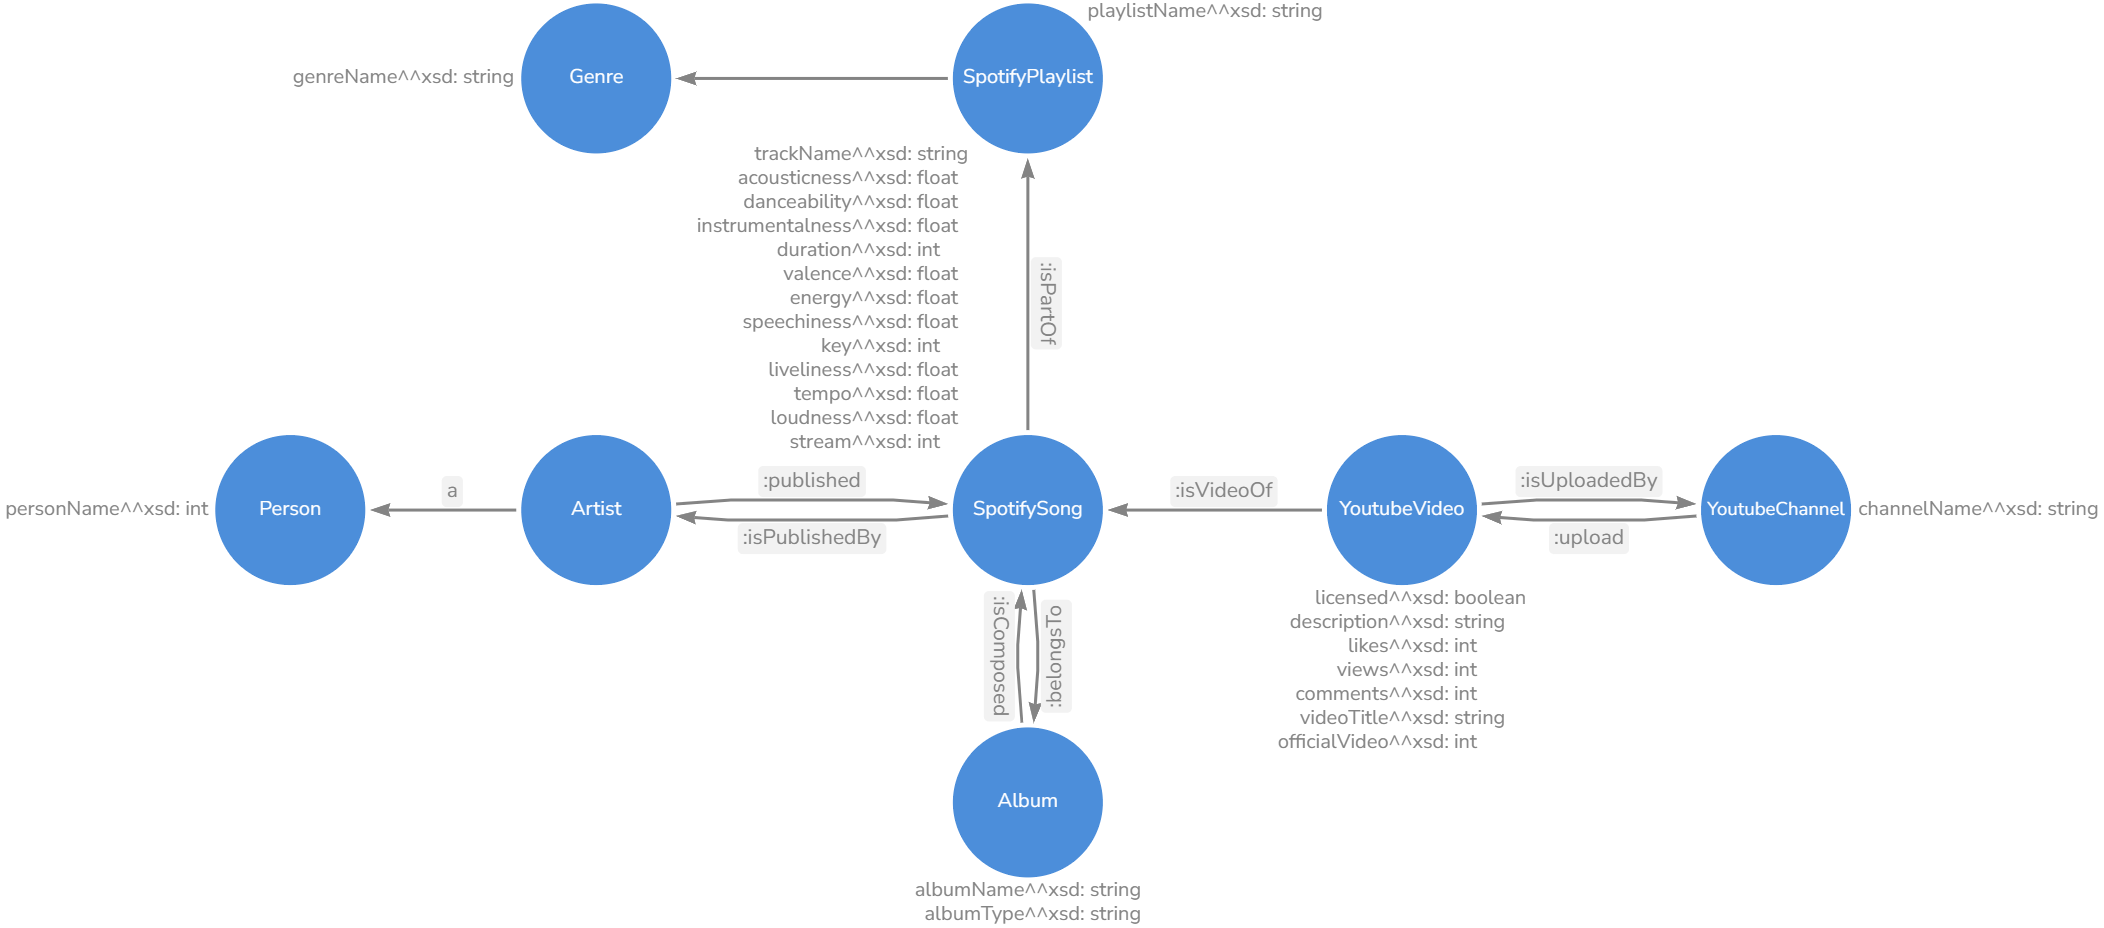 playlistName^^xsd: string
genreName^^xsd: string
Genre
SpotifyPlaylist
trackName^^xsd: string
acousticness^^xsd: float
danceability^^xsd: float
instrumentalness^^xsd: float
duration^^xsd: int
valence^^xsd: float
energy^^xsd: float
speechiness^^xsd: float
key^^xsd: int
liveliness^^xsd: float
tempo^^xsd: float
loudness^^xsd: float
stream^^xsd: int
:isPartOf
personName^^xsd: int
Person
a
Artist
:published
:isPublishedBy
SpotifySong
:isVideoOf
YoutubeVideo
:isUploadedBy
:upload
YoutubeChannel
channelName^^xsd: string
:isComposed
:belongsTo
licensed^^xsd: boolean
description^^xsd: string
likes^^xsd: int
views^^xsd: int
comments^^xsd: int
videoTitle^^xsd: string
officialVideo^^xsd: int
Album
albumName^^xsd: string
albumType^^xsd: string